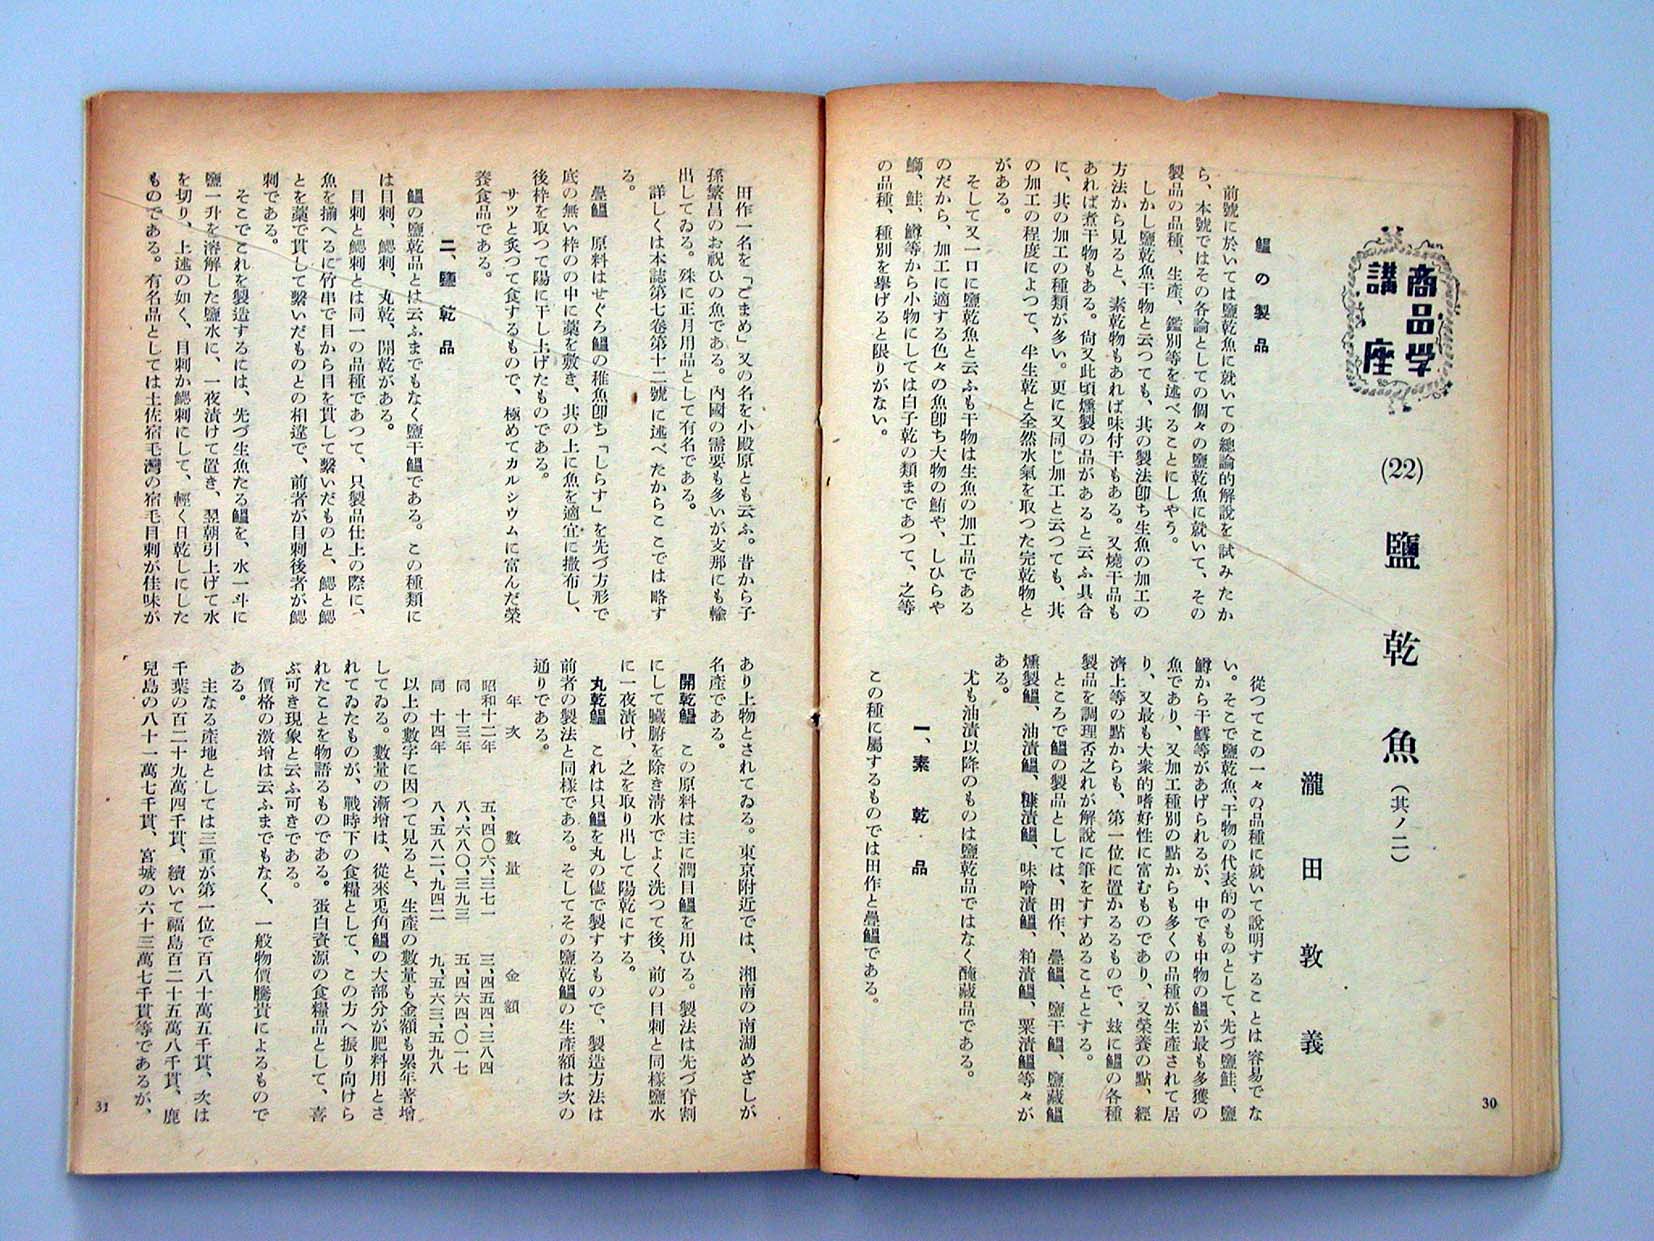 商品学
講座
(22) 鹽乾魚（其ノ二）
瀧田敦義
鰮の製品
前號に於いては鹽乾魚に就いての總論的解說を試みたか
ら、本號ではその各論としての個々の鹽乾魚に就いて、その
製品の品種、生產、鑑別等を述べることにしやう。
しかし鹽乾魚干物と云つても、其の製法卽ち生魚の加工の
方法から見ると、素乾物もあれば味付干もある。又燒干品も
あれば煮干物もある。尙又此頃燻製の品があると云ふ具合
に、其の加工の種類が多い。更に又同じ加工と云つても、其
の加工の程度によつて、半生乾と全然水氣を取つた完乾物と
がある。
そして又一口に鹽乾魚と云ふも干物は生魚の加工品である
のだから、加工に適する色々の魚卽ち大物の鮪や、しひらや
鰤、鮭、鱒等から小物にしては白子乾の類まであつて、之等
の品種、種別を擧げると限りがない。
從つてこの一々の品種に就いて說明することは容易でな
い。そこで鹽乾魚、干物の代表的のものとして、先づ鹽鮭、鹽
鱒から干鱈等があげられるが、中でも中物の鰮が最も多獲の
魚であり、又加工種別の點からも多くの品種が生產されて居
り、又最も大衆的嗜好性に富むものであり、又榮養の點、經
濟上等の點からも、第一位に置かるるもので、玆に鰮の各種
製品を調理否之れが解說に筆をすすめることとする。
ところで鰮の製品としては、田作、疊鰮、鹽干鰮、鹽藏鰮
燻製鰮、油漬鰮、糠漬鰮、味噌漬鰮、粕漬鰮、粟漬鰮等々が
ある。
尤も油漬以降のものは鹽乾品ではなく醃藏品である。
一、素乾品
この種に屬するものでは田作と疊鰮である。
30
田作一名を「ごまめ」又の名を小殿原とも云ふ。昔から子
孫繁昌のお祝ひの魚である。內國の需要も多いが支那にも輸
出してゐる。殊に正月用品として有名である。
詳しくは本誌第七卷第十二號に述べたからここでは略す
る。
疊鰮　原料はせぐろ鰮の稚魚卽ち「しらす」を先づ方形で
底の無い枠のの中に藁を敷き、其の上に魚を適宜に撒布し、
後枠を取つて陽に干し上げたものである。
サツと炙つて食するもので、極めてカルシウムに富んだ榮
養食品である。
二、鹽乾品
鰮の鹽乾品とは云ふまでもなく鹽干鰮である。この種類に
は目刺、鰓刺、丸乾、開乾がある。
目刺と鰓刺とは同一の品種であつて、只製品仕上の際に、
魚を揃へるに竹串で目から目を貫して繫いだものと、鰓と鰓
とを藁で貫して繫いだものとの相違で、前者が目刺後者が鰓
刺である。
そこでこれを製造するには、先づ生魚たる鰮を、水一斗に
鹽一升を溶解した鹽水に、一夜漬けて置き、翌朝引上げて水
を切り、上述の如く、目刺か鰓刺にして、輕く日乾しにした
ものである。有名品としては土佐宿毛灣の宿毛目刺が佳味が
あり上物とされてゐる。東京附近では、湘南の南湖めざしが
名產である。
開乾鰮　この原料は主に潤目鰮を用ひる。製法は先づ脊割
にして臟腑を除き淸水でよく洗つて後、前の目刺と同樣鹽水
に一夜漬け、之を取り出して陽乾にする。
丸乾鰮　これは只鰮を丸の儘で製するもので、製造方法は
前者の製法と同樣である。そしてその鹽乾鰮の生產額は次の
通りである。
年次　數量　金額
昭和十二年　五、四〇六、三七一　三、四五四、三八四
同　十三年　八、六八〇、三九三　五、四六四、〇一七
同　十四年　八、五八二、九四二　九、五六三、五九八
以上の數字に因つて見ると、生產の數量も金額も累年著增
してゐる。數量の漸增は、從來兎角鰮の大部分が肥料用とさ
れてゐたものが、戰時下の食糧として、この方へ振り向けら
れたことを物語るものである。蛋白資源の食糧品として、喜
ぶ可き現象と云ふ可きである。
價格の激增は云ふまでもなく、一般物價騰貴によるもので
ある。
主なる產地としては三重が第一位で百八十萬五千貫、次は
千葉の百二十九萬四千貫、續いて福島百二十五萬八千貫、鹿
兒島の八十一萬七千貫、宮城の六十三萬七千貫等であるが、
31